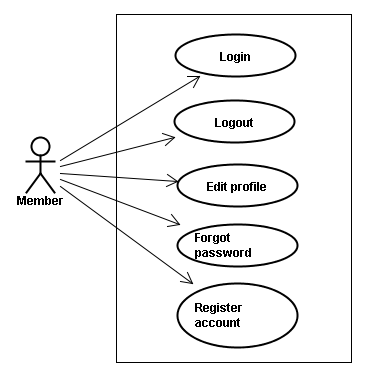 Login
Logout
Edit profile
Member
Forgot
password
Register
account